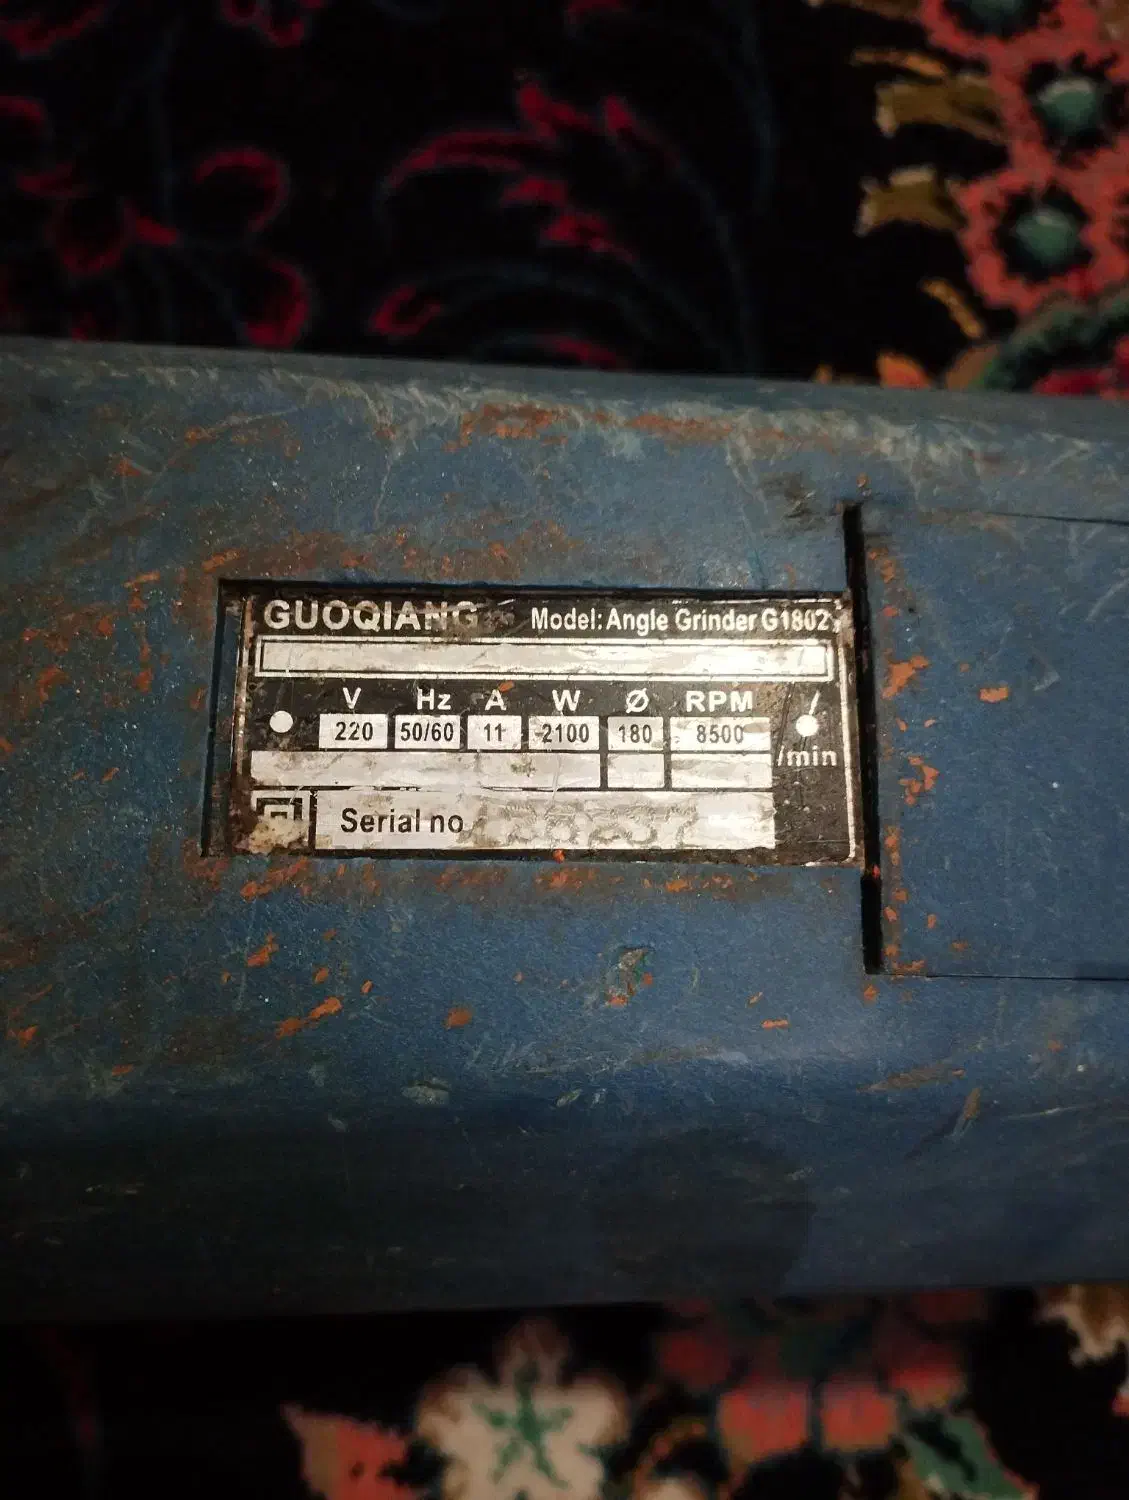 GUOQIANG Model: Angle Grinder G1802
V Hz A W Ø RPM
220 50/60 11 2100 180 8500
/min
Serial no